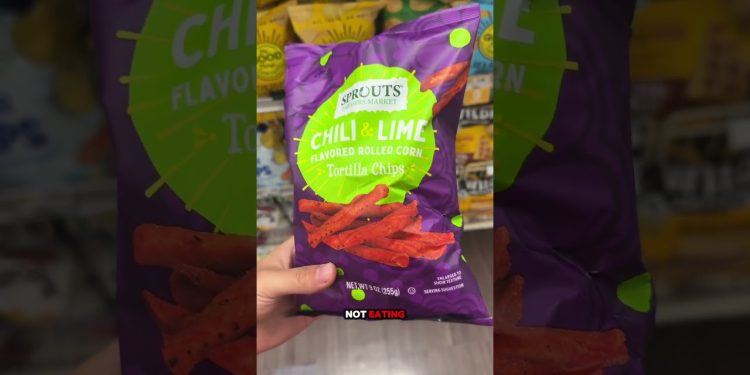 SPROUTS
FARMERS MARKET
CHILI & LIME
FLAVORED ROLLED CORN
Tortilla Chips
ENLARGED TO
SHOW TEXTURE
SERVING SUGGESTION
NET WT 9 OZ (255g)
NOT EATING